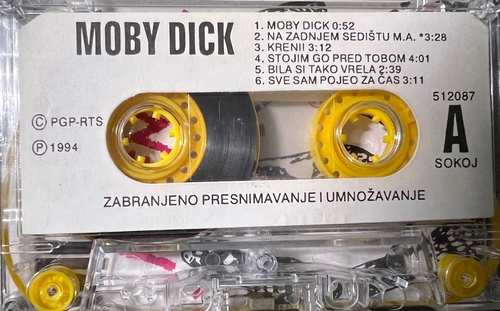 MOBY DICK
1. MOBY DICK 0:52
2. NA ZADNJEM SEDIŠTU M.A. *3:28
3. KRENI! 3:12
4. STOJIM GO PRED TOBOM 4:01
5. BILA SI TAKO VRELA 2:39
6. SVE SAM POJEO ZA ČAS 3:11
512087
A
SOKOJ
Ⓒ PGP-RTS
Ⓟ 1994
ZABRANJENO PRESNIMAVANJE I UMNOŽAVANJE